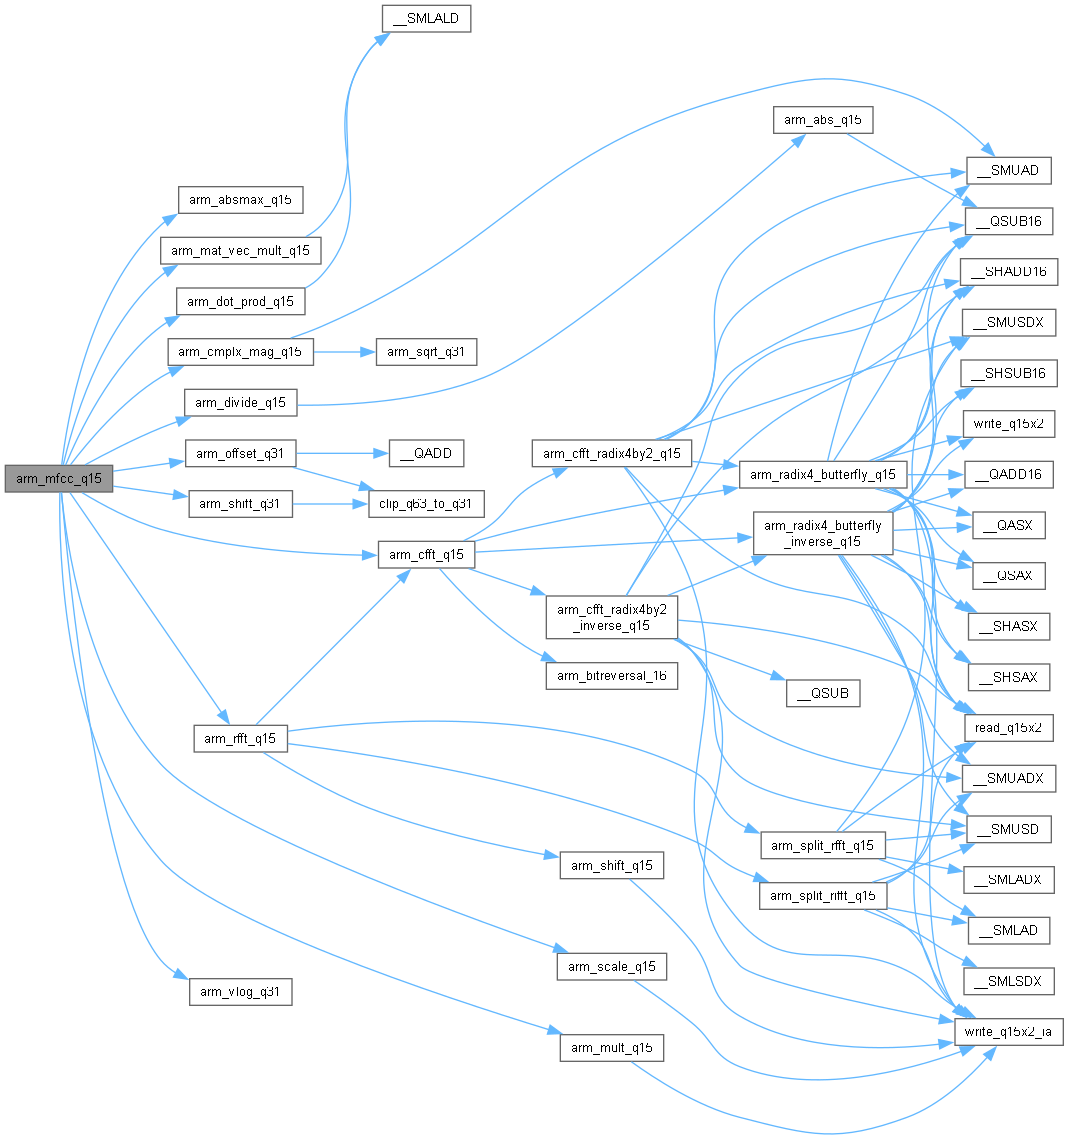 __SMLALD
arm_abs_q15
__SMUAD
arm_absmax_q15
__QSUB16
arm_mat_vec_mult_q15
__SHADD16
arm_dot_prod_q15
__SMUSDX
arm_cmplx_mag_q15
arm_sqrt_q31
__SHSUB16
arm_divide_q15
write_q15x2
arm_offset_q31
__QADD
arm_cfft_radix4by2_q15
arm_mfcc_q15
arm_radix4_butterfly_q15
__QADD16
arm_shift_q31
clip_q63_to_q31
arm_radix4_butterfly
_inverse_q15
__QASX
arm_cfft_q15
__QSAX
arm_cfft_radix4by2
_inverse_q15
__SHASX
arm_bitreversal_16
__SHSAX
__QSUB
arm_rfft_q15
read_q15x2
__SMUADX
__SMUSD
arm_split_rfft_q15
arm_shift_q15
__SMLADX
arm_split_rifft_q15
__SMLAD
arm_scale_q15
__SMLSDX
arm_vlog_q31
write_q15x2_ia
arm_mult_q15